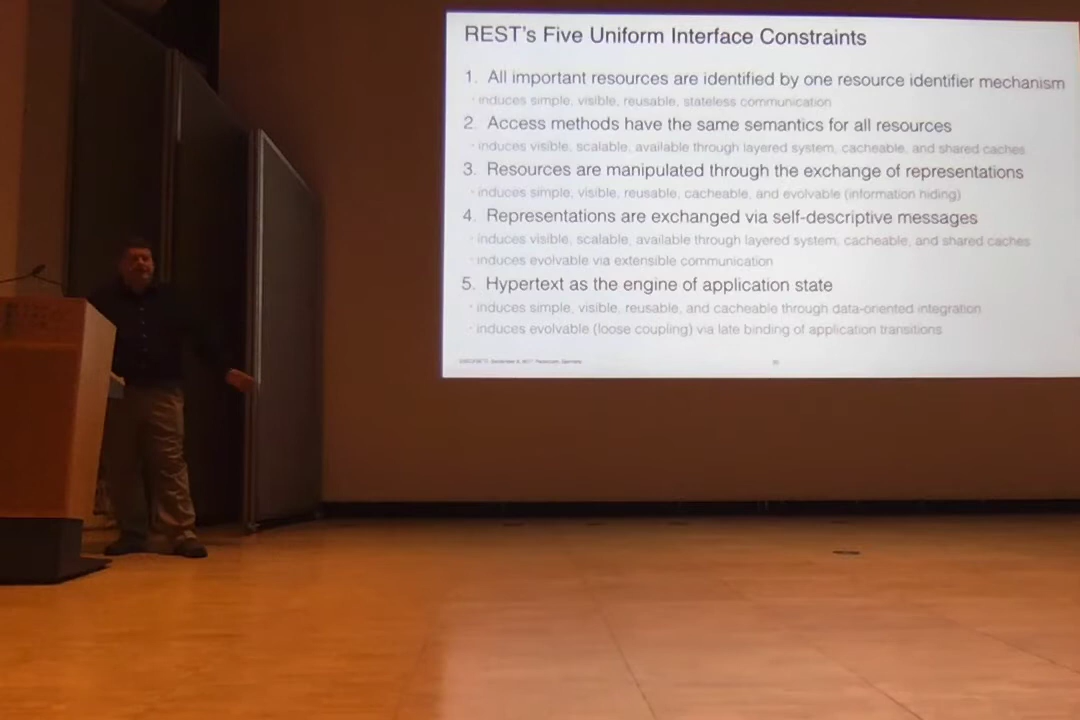 REST's Five Uniform Interface Constraints
1. All important resources are identified by one resource identifier mechanism
· induces simple, visible, reusable, stateless communication
2. Access methods have the same semantics for all resources
· induces visible, scalable, available through layered system, cacheable, and shared caches
3. Resources are manipulated through the exchange of representations
· induces simple, visible, reusable, cacheable, and evolvable (information hiding)
4. Representations are exchanged via self-descriptive messages
· induces visible, scalable, available through layered system, cacheable, and shared caches
· induces evolvable via extensible communication
5. Hypertext as the engine of application state
· induces simple, visible, reusable, and cacheable through data-oriented integration
· induces evolvable (loose coupling) via late binding of application transitions